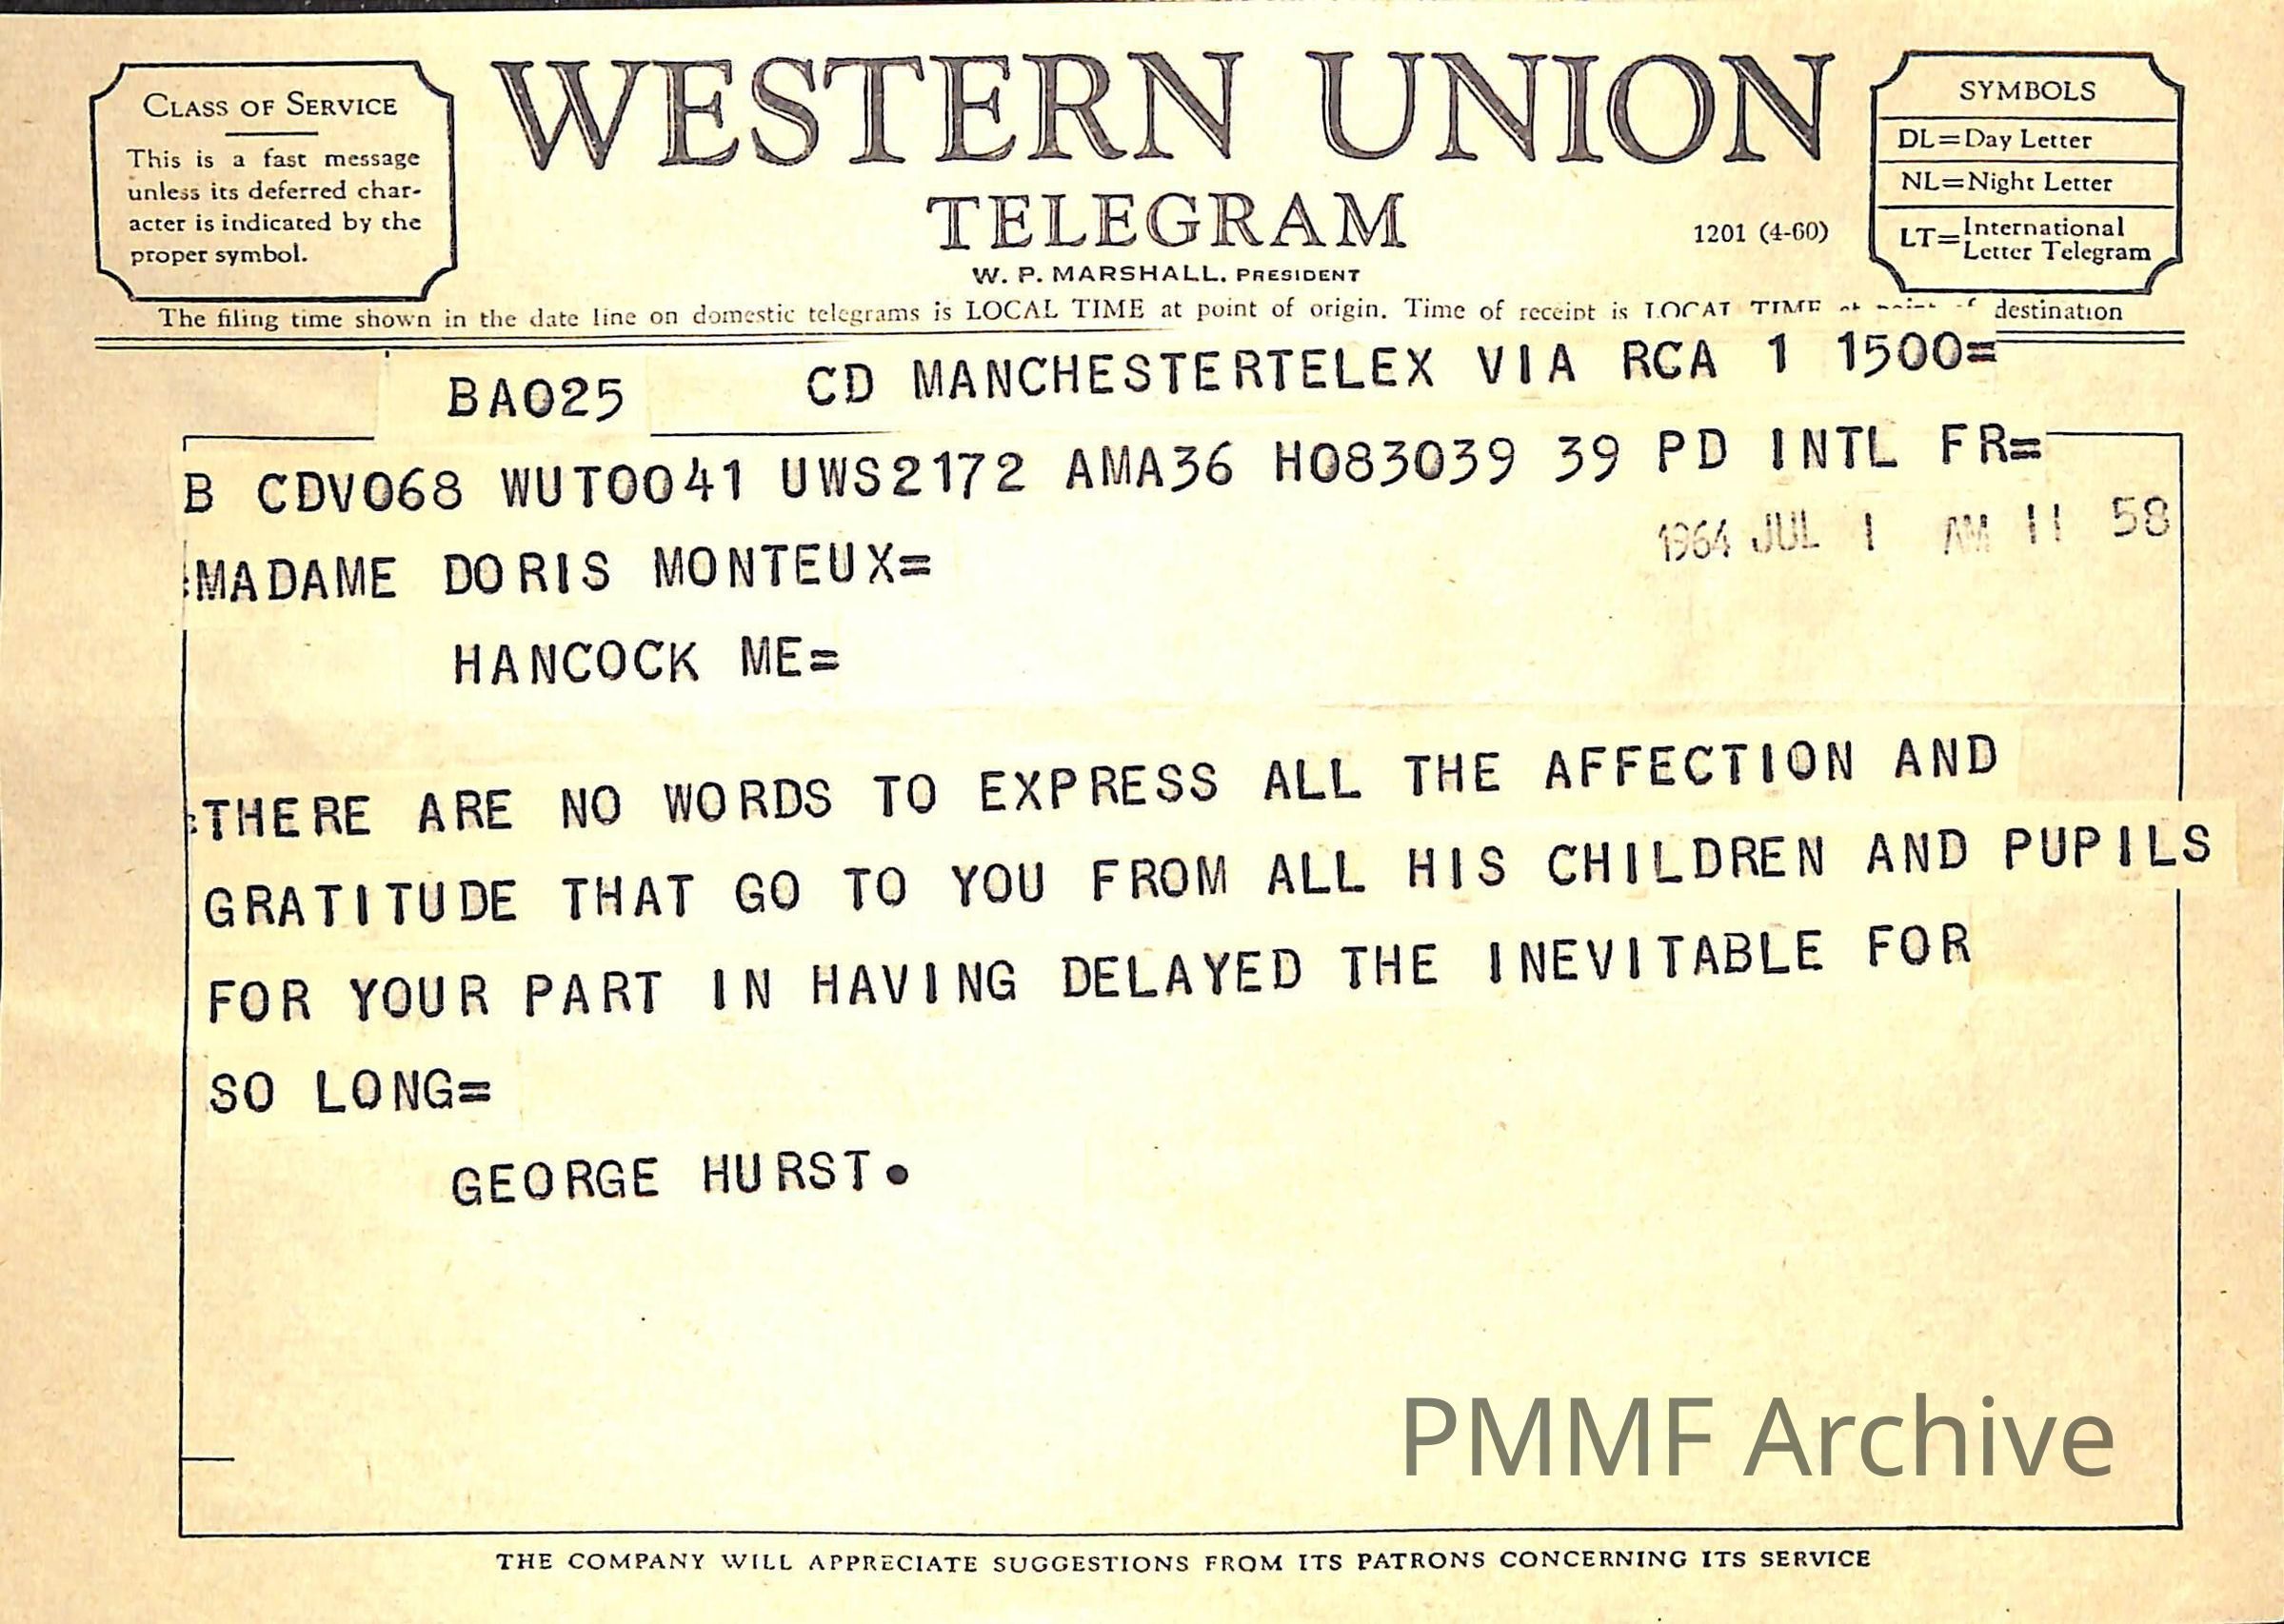 CLASS OF SERVICE
This is a fast message
unless its deferred char-
acter is indicated by the
proper symbol.
WESTERN UNION
TELEGRAM
W. P. MARSHALL, PRESIDENT
1201 (4-60)
SYMBOLS
DL=Day Letter
NL=Night Letter
LT=International
Letter Telegram
The filing time shown in the date line on domestic telegrams is LOCAL TIME at point of origin. Time of receipt is LOCAL TIME at point of destination
BA025 CD MANCHESTERTELEX VIA RCA 1 1500=
B CDV068 WUT0041 UWS2172 AMA36 H083039 39 PD INTL FR=
1964 JUL 1 AM 11 58
:MADAME DORIS MONTEUX=
HANCOCK ME=
:THERE ARE NO WORDS TO EXPRESS ALL THE AFFECTION AND
GRATITUDE THAT GO TO YOU FROM ALL HIS CHILDREN AND PUPILS
FOR YOUR PART IN HAVING DELAYED THE INEVITABLE FOR
SO LONG=
GEORGE HURST.
PMMF Archive
THE COMPANY WILL APPRECIATE SUGGESTIONS FROM ITS PATRONS CONCERNING ITS SERVICE